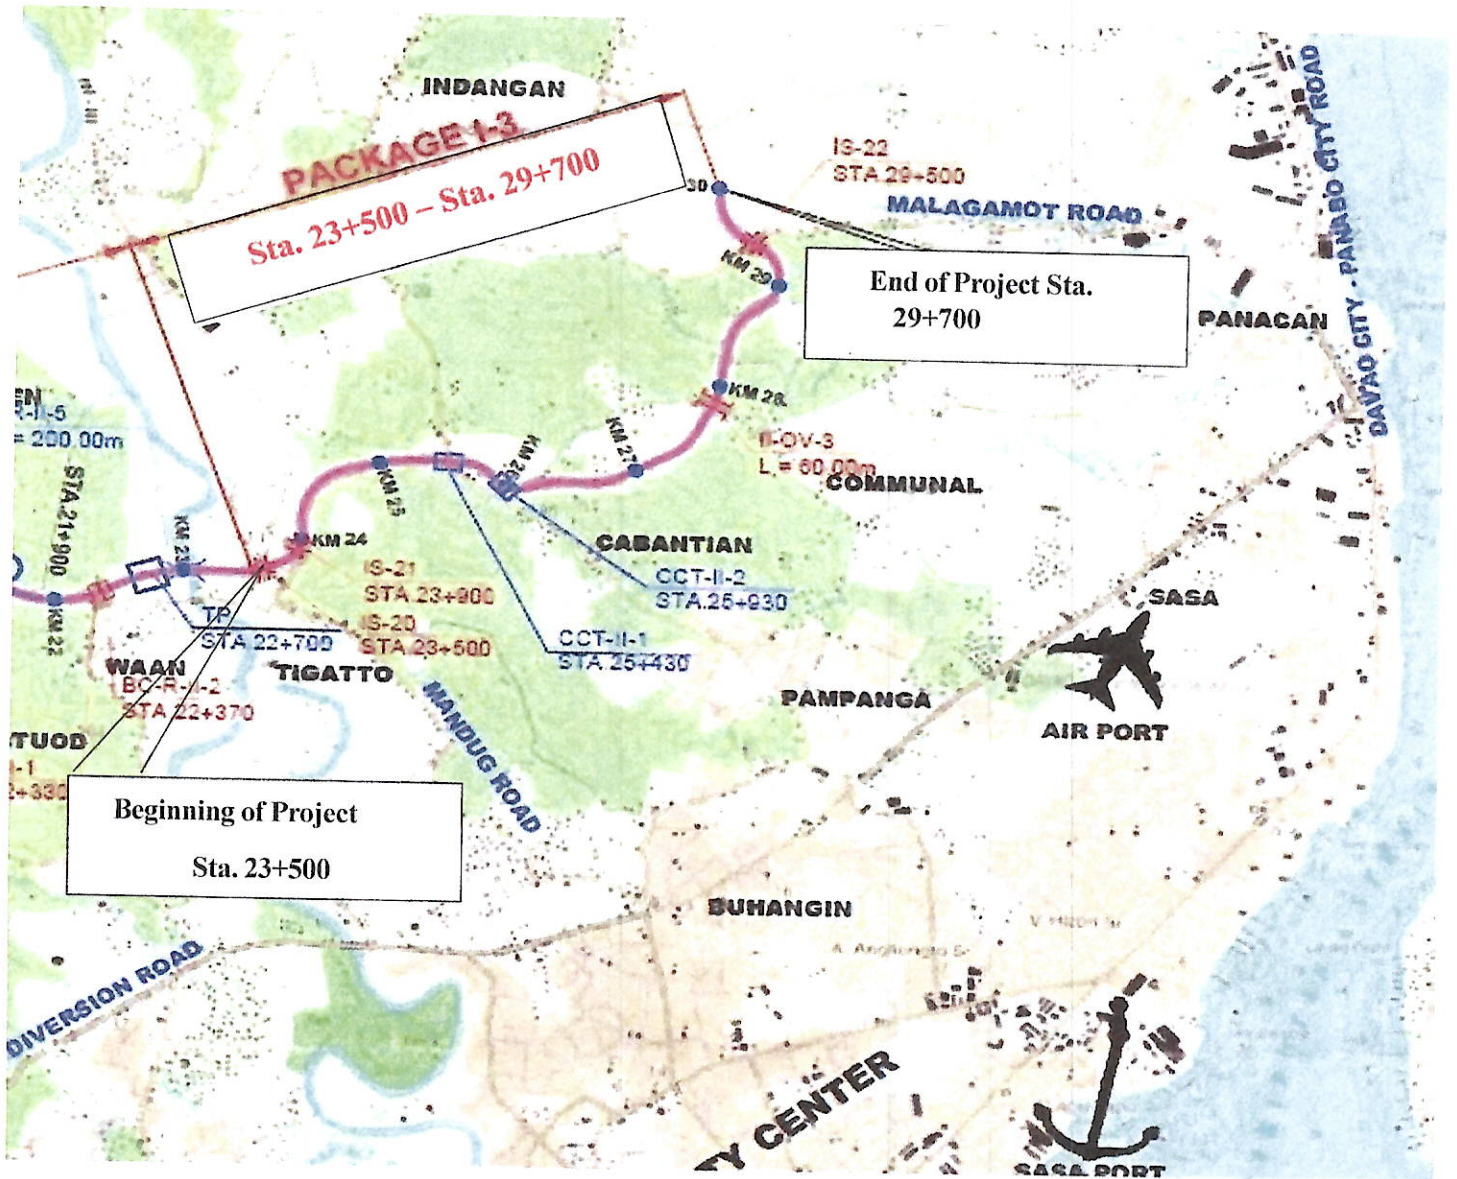 INDANGAN
PACKAGE I-3
Sta. 23+500 – Sta. 29+700
30
IS-22
STA.29+500
MALAGAMOT ROAD
DAVAO CITY - PANABO CITY ROAD
KM 29
End of Project Sta.
29+700
PANACAN
KM 28
II-OV-3
L = 60.00m
COMMUNAL
= 200.00m
STA.21+900
KM 22
KM 23
KM 24
KM 25
KM 26
KM 27
CABANTIAN
CCT-II-2
STA.25+930
CCT-II-1
STA.25+430
IS-21
STA.23+900
IS-20
STA.23+500
TP
STA.22+700
WAAN
STA.22+370
TIGATTO
MANDUG ROAD
TUOD
SASA
AIR PORT
PAMPANGA
Beginning of Project
Sta. 23+500
BUHANGIN
DIVERSION ROAD
TY CENTER
SASA PORT